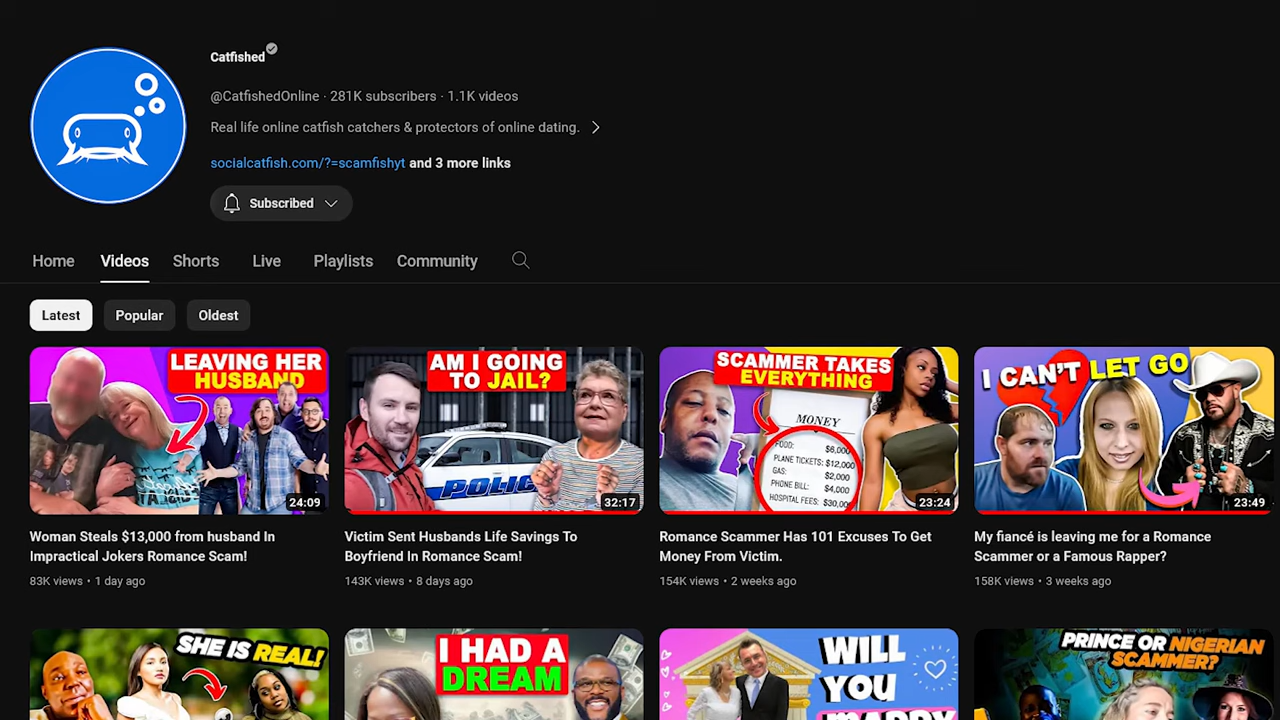 Catfished
@CatfishedOnline · 281K subscribers · 1.1K videos
Real life online catfish catchers & protectors of online dating.
socialcatfish.com/?=scamfishyt and 3 more links
Subscribed
Home Videos Shorts Live Playlists Community
Latest Popular Oldest
LEAVING HER
HUSBAND
24:09
AM I GOING
TO JAIL?
POLIC
32:17
SCAMMER TAKES
EVERYTHING
MONEY
FOOD: $6,000
PLANE TICKETS: $12,000
GAS: $2,000
PHONE BILL: $4,000
HOSPITAL FEES: $30,00
23:24
I CAN'T LET GO
23:49
Woman Steals $13,000 from husband In
Impractical Jokers Romance Scam!
83K views • 1 day ago
Victim Sent Husbands Life Savings To
Boyfriend In Romance Scam!
143K views • 8 days ago
Romance Scammer Has 101 Excuses To Get
Money From Victim.
154K views • 2 weeks ago
My fiancé is leaving me for a Romance
Scammer or a Famous Rapper?
158K views • 3 weeks ago
SHE IS REAL!
I HAD A
DREAM
WILL
YOU
MARRY
PRINCE OR NIGERIAN
SCAMMER?